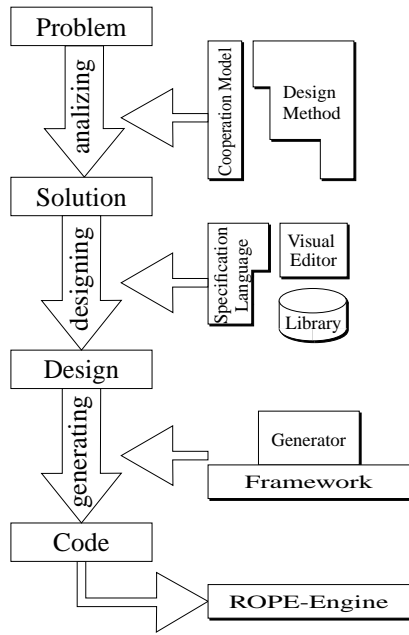 Problem
analizing
Cooperation Model
Design
Method
Solution
designing
Specification
Language
Visual
Editor
Library
Design
generating
Generator
Framework
Code
ROPE-Engine